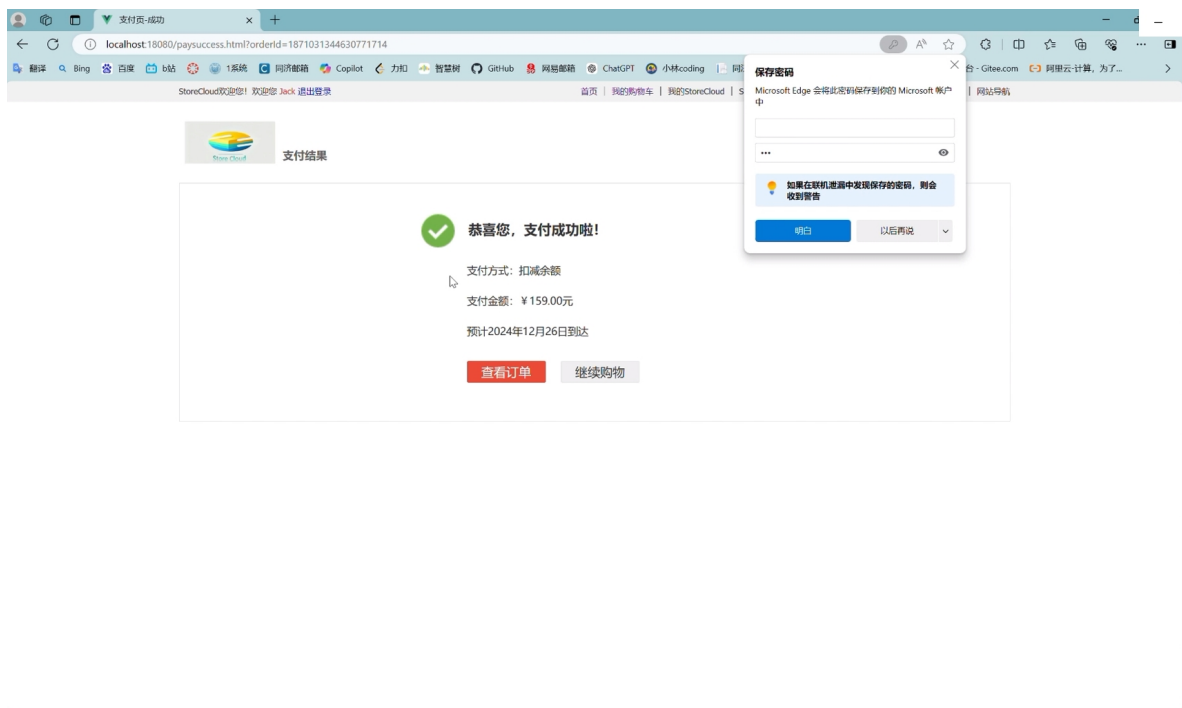 支付页-成功
localhost:18080/paysuccess.html?orderId=1871031344630771714
翻译 Bing 百度 b站 1系统 同济邮箱 Copilot 力扣 智慧树 GitHub 网易邮箱 ChatGPT 小林coding 台 - Gitee.com 阿里云-计算，为了...
StoreCloud欢迎您！欢迎您 Jack 退出登录 首页 | 我的购物车 | 我的StoreCloud | S | 网站导航
保存密码
Microsoft Edge 会将此密码保存到你的 Microsoft 帐户中
•••
如果在联机泄漏中发现保存的密码，则会收到警告
明白 以后再说
Store Cloud 支付结果
恭喜您，支付成功啦！
支付方式：扣减余额
支付金额：￥159.00元
预计2024年12月26日到达
查看订单 继续购物